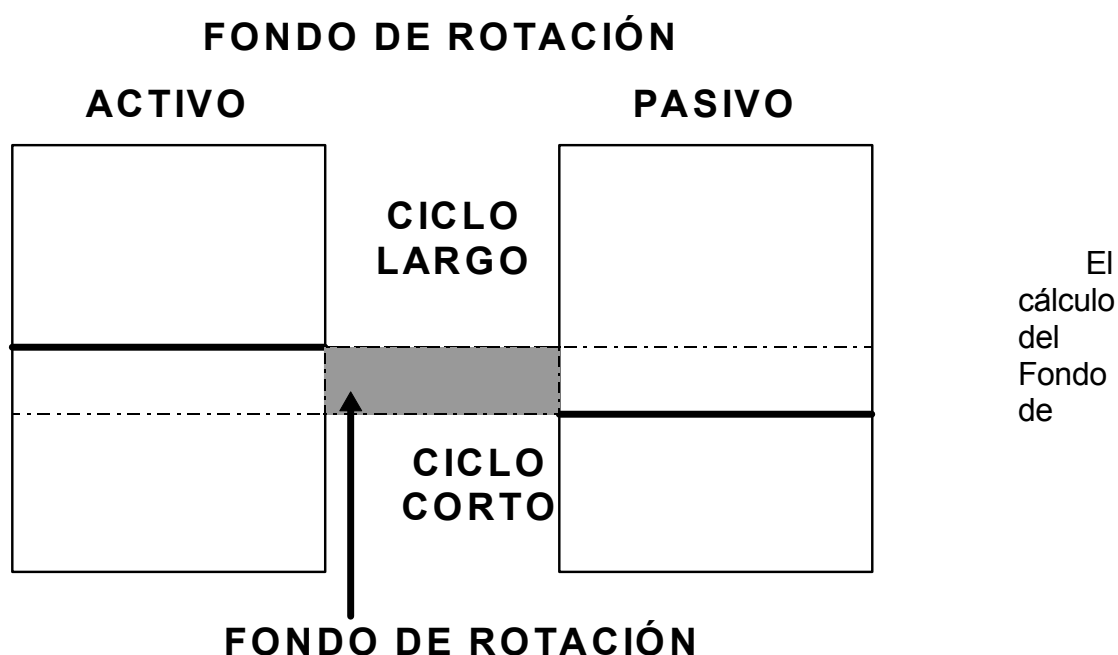 FONDO DE ROTACIÓN
ACTIVO
PASIVO
CICLO
LARGO
CICLO
CORTO
FONDO DE ROTACIÓN
El
cálculo
del
Fondo
de